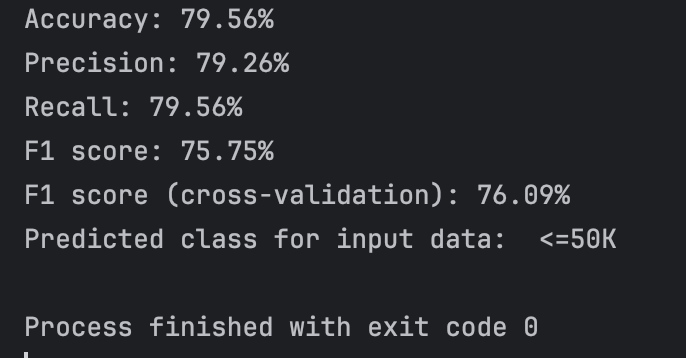 Accuracy: 79.56%
Precision: 79.26%
Recall: 79.56%
F1 score: 75.75%
F1 score (cross-validation): 76.09%
Predicted class for input data:  <=50K
Process finished with exit code 0